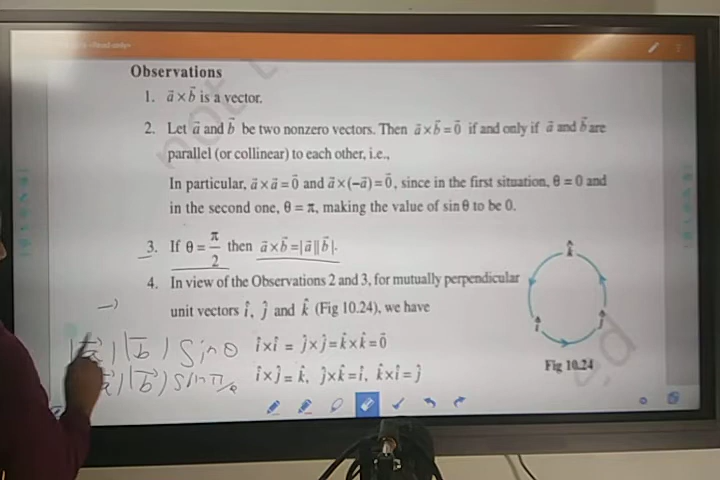 Observations
1. a⃗ × b⃗ is a vector.
2. Let a⃗ and b⃗ be two nonzero vectors. Then a⃗ × b⃗ = 0⃗ if and only if a⃗ and b⃗ are
parallel (or collinear) to each other, i.e.,
In particular, a⃗ × a⃗ = 0⃗ and a⃗ × (−a⃗) = 0⃗, since in the first situation, θ = 0 and
in the second one, θ = π, making the value of sin θ to be 0.
3. If θ = π/2 then a⃗ × b⃗ = |a⃗||b⃗|.
4. In view of the Observations 2 and 3, for mutually perpendicular
unit vectors î, ĵ and k̂ (Fig 10.24), we have
î × î = ĵ × ĵ = k̂ × k̂ = 0⃗
î × ĵ = k̂, ĵ × k̂ = î, k̂ × î = ĵ
k̂
î
ĵ
Fig 10.24
|a⃗| |b⃗| sin θ
a⃗| |b⃗| sin π/2